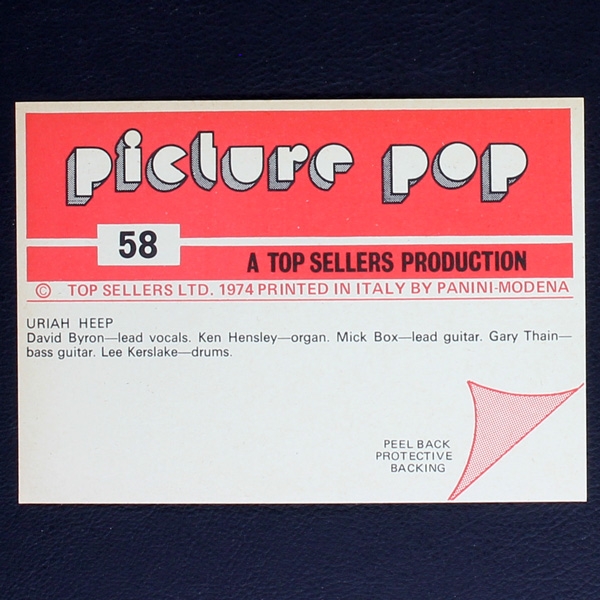 picture pop
58
A TOP SELLERS PRODUCTION
© TOP SELLERS LTD. 1974 PRINTED IN ITALY BY PANINI-MODENA
URIAH HEEP
David Byron—lead vocals. Ken Hensley—organ. Mick Box—lead guitar. Gary Thain—
bass guitar. Lee Kerslake—drums.
PEEL BACK
PROTECTIVE
BACKING